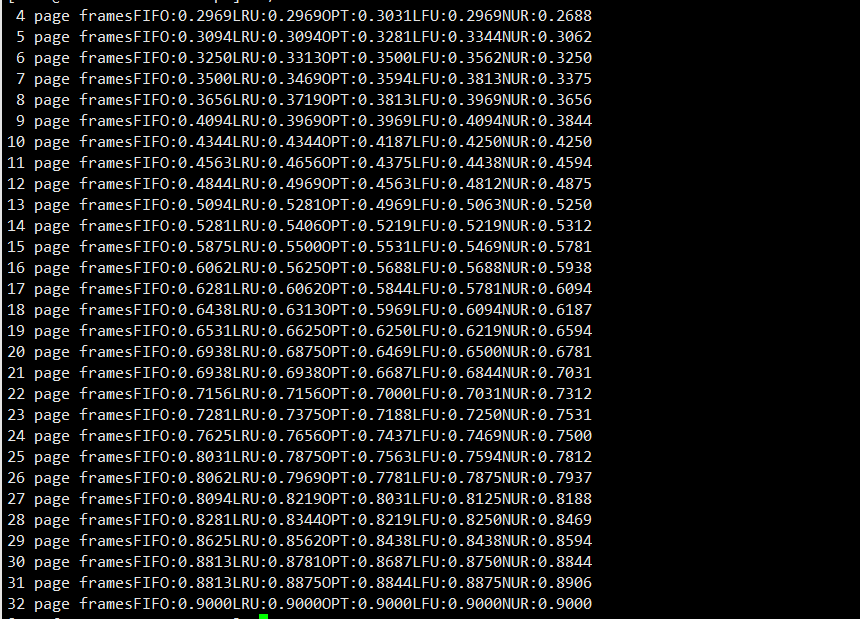 4 page framesFIFO:0.2969LRU:0.2969OPT:0.3031LFU:0.2969NUR:0.2688
5 page framesFIFO:0.3094LRU:0.3094OPT:0.3281LFU:0.3344NUR:0.3062
6 page framesFIFO:0.3250LRU:0.3313OPT:0.3500LFU:0.3562NUR:0.3250
7 page framesFIFO:0.3500LRU:0.3469OPT:0.3594LFU:0.3813NUR:0.3375
8 page framesFIFO:0.3656LRU:0.3719OPT:0.3813LFU:0.3969NUR:0.3656
9 page framesFIFO:0.4094LRU:0.3969OPT:0.3969LFU:0.4094NUR:0.3844
10 page framesFIFO:0.4344LRU:0.4344OPT:0.4187LFU:0.4250NUR:0.4250
11 page framesFIFO:0.4563LRU:0.4656OPT:0.4375LFU:0.4438NUR:0.4594
12 page framesFIFO:0.4844LRU:0.4969OPT:0.4563LFU:0.4812NUR:0.4875
13 page framesFIFO:0.5094LRU:0.5281OPT:0.4969LFU:0.5063NUR:0.5250
14 page framesFIFO:0.5281LRU:0.5406OPT:0.5219LFU:0.5219NUR:0.5312
15 page framesFIFO:0.5875LRU:0.5500OPT:0.5531LFU:0.5469NUR:0.5781
16 page framesFIFO:0.6062LRU:0.5625OPT:0.5688LFU:0.5688NUR:0.5938
17 page framesFIFO:0.6281LRU:0.6062OPT:0.5844LFU:0.5781NUR:0.6094
18 page framesFIFO:0.6438LRU:0.6313OPT:0.5969LFU:0.6094NUR:0.6187
19 page framesFIFO:0.6531LRU:0.6625OPT:0.6250LFU:0.6219NUR:0.6594
20 page framesFIFO:0.6938LRU:0.6875OPT:0.6469LFU:0.6500NUR:0.6781
21 page framesFIFO:0.6938LRU:0.6938OPT:0.6687LFU:0.6844NUR:0.7031
22 page framesFIFO:0.7156LRU:0.7156OPT:0.7000LFU:0.7031NUR:0.7312
23 page framesFIFO:0.7281LRU:0.7375OPT:0.7188LFU:0.7250NUR:0.7531
24 page framesFIFO:0.7625LRU:0.7656OPT:0.7437LFU:0.7469NUR:0.7500
25 page framesFIFO:0.8031LRU:0.7875OPT:0.7563LFU:0.7594NUR:0.7812
26 page framesFIFO:0.8062LRU:0.7969OPT:0.7781LFU:0.7875NUR:0.7937
27 page framesFIFO:0.8094LRU:0.8219OPT:0.8031LFU:0.8125NUR:0.8188
28 page framesFIFO:0.8281LRU:0.8344OPT:0.8219LFU:0.8250NUR:0.8469
29 page framesFIFO:0.8625LRU:0.8562OPT:0.8438LFU:0.8438NUR:0.8594
30 page framesFIFO:0.8813LRU:0.8781OPT:0.8687LFU:0.8750NUR:0.8844
31 page framesFIFO:0.8813LRU:0.8875OPT:0.8844LFU:0.8875NUR:0.8906
32 page framesFIFO:0.9000LRU:0.9000OPT:0.9000LFU:0.9000NUR:0.9000